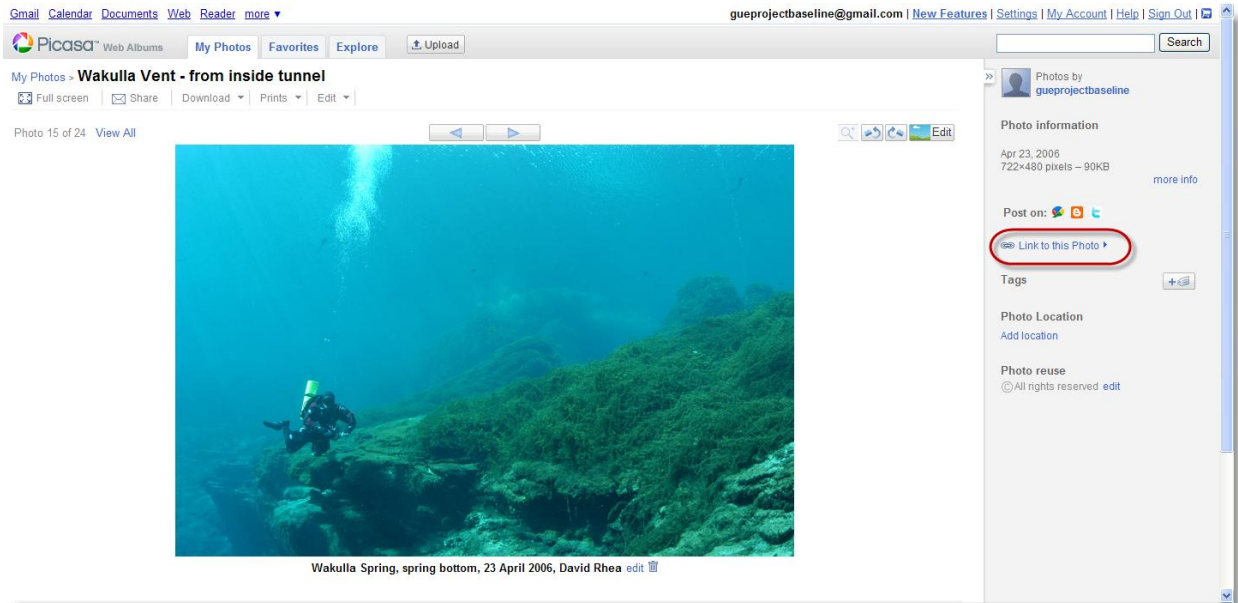 Gmail Calendar Documents Web Reader more ▼
gueprojectbaseline@gmail.com | New Features | Settings | My Account | Help | Sign Out |
Picasa™ Web Albums
My Photos Favorites Explore Upload
Search
My Photos > Wakulla Vent - from inside tunnel
Full screen Share Download Prints Edit
Photo 15 of 24 View All
Edit
Wakulla Spring, spring bottom, 23 April 2006, David Rhea edit
»
Photos by
gueprojectbaseline
Photo information
Apr 23, 2006
722×480 pixels – 90KB
more info
Post on:
Link to this Photo
Tags
Photo Location
Add location
Photo reuse
©All rights reserved edit